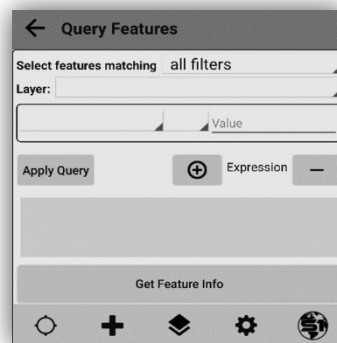 Query Features
Select features matching all filters
Layer:
Value
Apply Query Expression
Get Feature Info